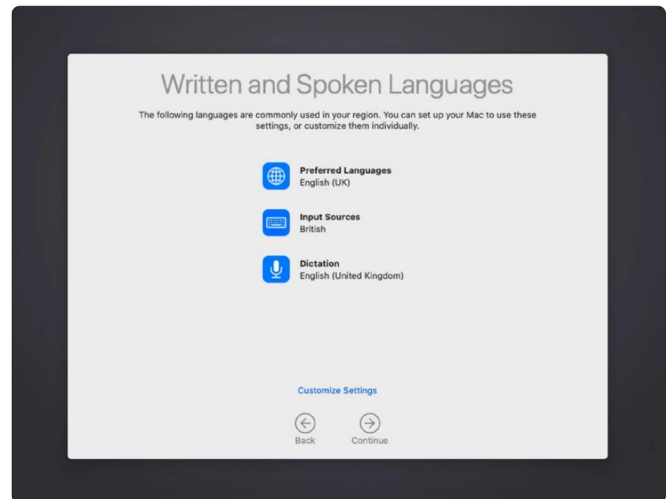 Written and Spoken Languages
The following languages are commonly used in your region. You can set up your Mac to use these
settings, or customize them individually.
Preferred Languages
English (UK)
Input Sources
British
Dictation
English (United Kingdom)
Customize Settings
Back Continue